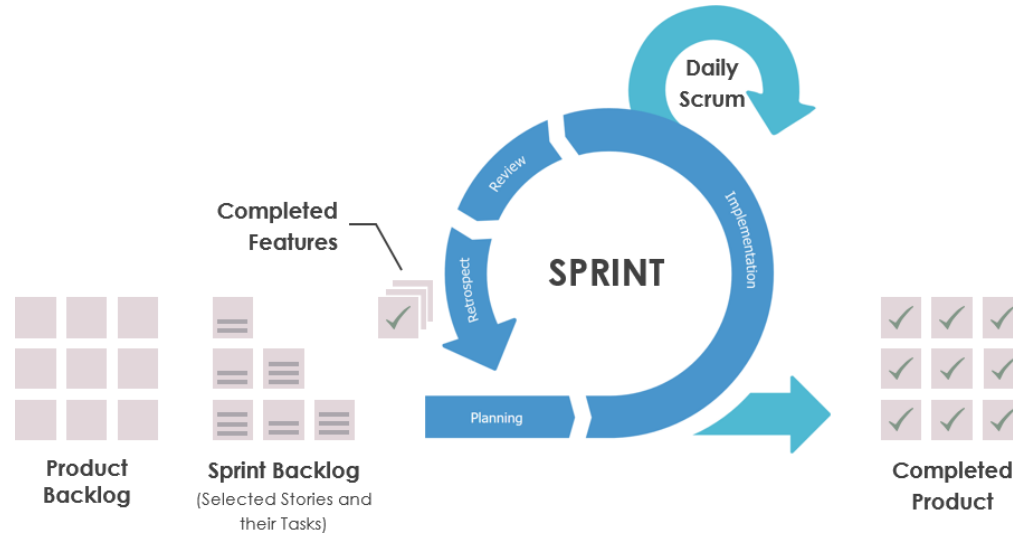 Daily
Scrum
Review
Implementation
Completed
Features
SPRINT
Retrospect
Planning
Product
Backlog
Sprint Backlog
(Selected Stories and
their Tasks)
Completed
Product